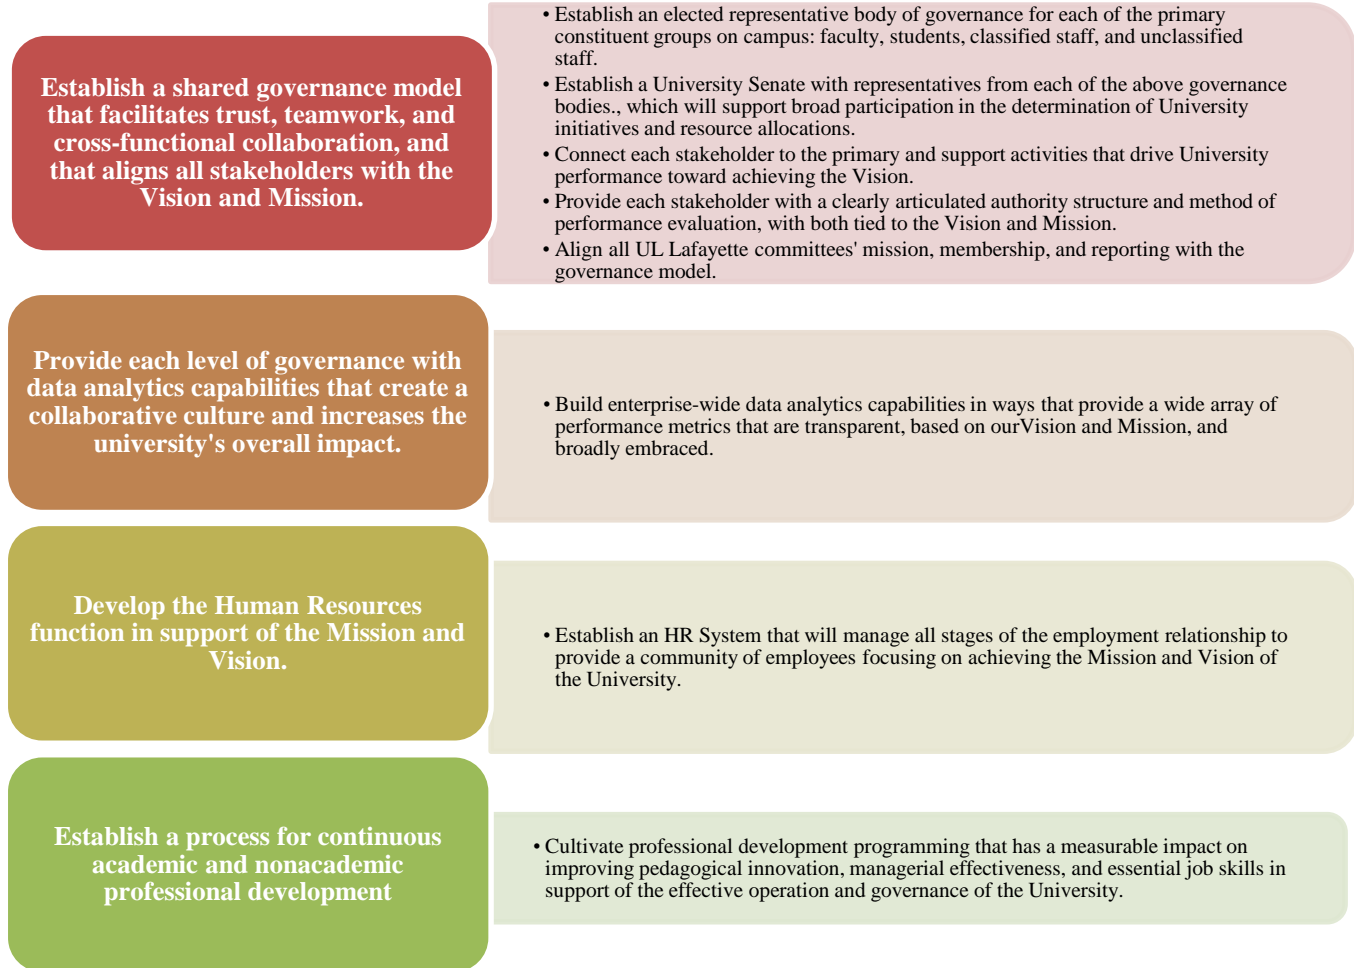 Establish a shared governance model
that facilitates trust, teamwork, and
cross-functional collaboration, and
that aligns all stakeholders with the
Vision and Mission.
• Establish an elected representative body of governance for each of the primary
constituent groups on campus: faculty, students, classified staff, and unclassified
staff.
• Establish a University Senate with representatives from each of the above governance
bodies., which will support broad participation in the determination of University
initiatives and resource allocations.
• Connect each stakeholder to the primary and support activities that drive University
performance toward achieving the Vision.
• Provide each stakeholder with a clearly articulated authority structure and method of
performance evaluation, with both tied to the Vision and Mission.
• Align all UL Lafayette committees' mission, membership, and reporting with the
governance model.
Provide each level of governance with
data analytics capabilities that create a
collaborative culture and increases the
university's overall impact.
• Build enterprise-wide data analytics capabilities in ways that provide a wide array of
performance metrics that are transparent, based on ourVision and Mission, and
broadly embraced.
Develop the Human Resources
function in support of the Mission and
Vision.
• Establish an HR System that will manage all stages of the employment relationship to
provide a community of employees focusing on achieving the Mission and Vision of
the University.
Establish a process for continuous
academic and nonacademic
professional development
• Cultivate professional development programming that has a measurable impact on
improving pedagogical innovation, managerial effectiveness, and essential job skills in
support of the effective operation and governance of the University.